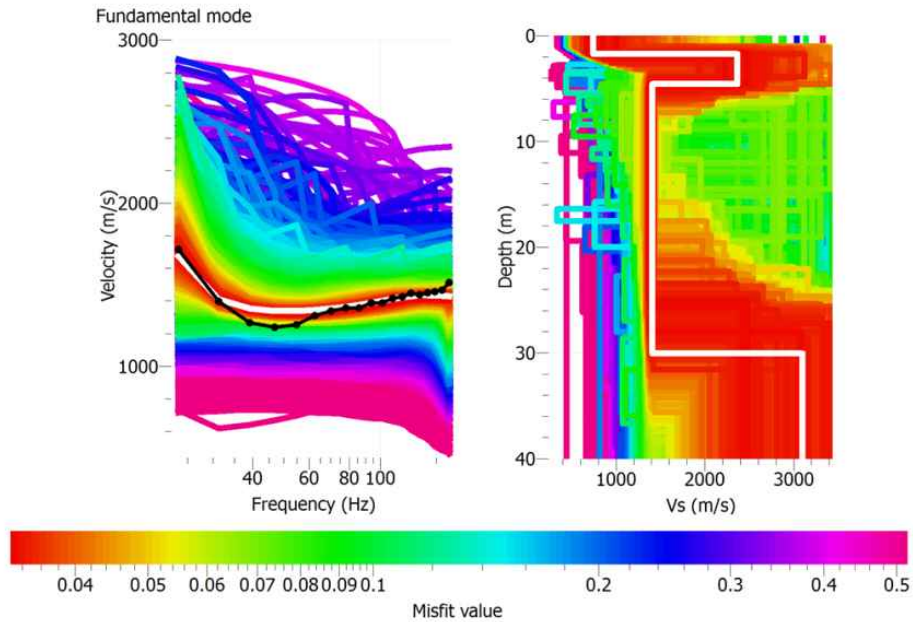 Fundamental mode
3000
2000
1000
Velocity (m/s)
40 60 80 100
Frequency (Hz)
0
10
20
30
40
Depth (m)
1000 2000 3000
Vs (m/s)
0.04 0.05 0.06 0.07 0.08 0.09 0.1 0.2 0.3 0.4 0.5
Misfit value